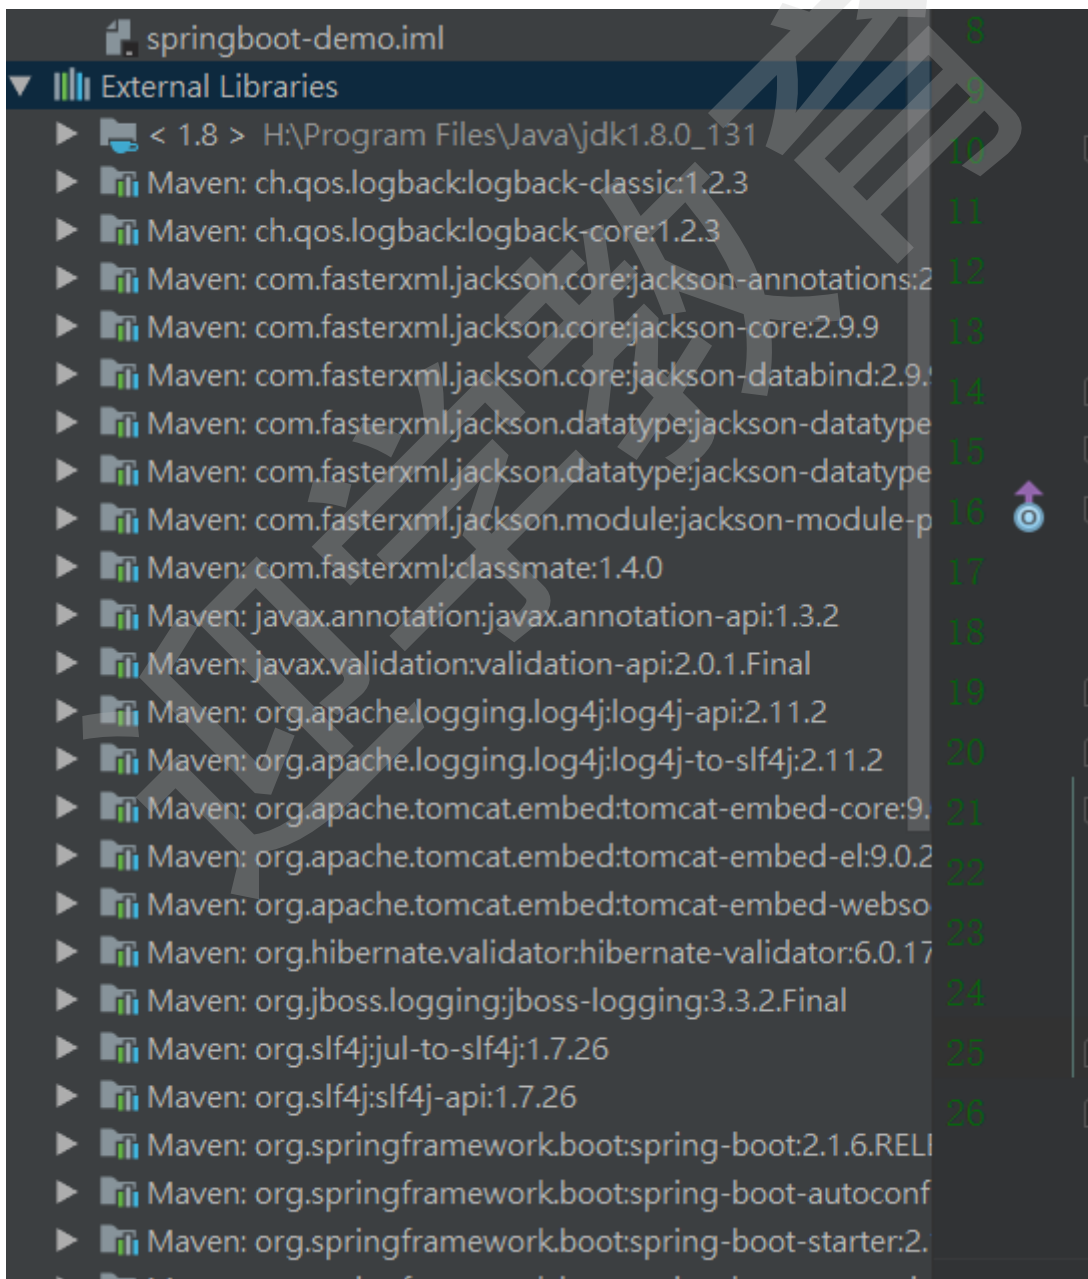 springboot-demo.iml
External Libraries
< 1.8 > H:\Program Files\Java\jdk1.8.0_131
Maven: ch.qos.logback:logback-classic:1.2.3
Maven: ch.qos.logback:logback-core:1.2.3
Maven: com.fasterxml.jackson.core:jackson-annotations:2
Maven: com.fasterxml.jackson.core:jackson-core:2.9.9
Maven: com.fasterxml.jackson.core:jackson-databind:2.9.
Maven: com.fasterxml.jackson.datatype:jackson-datatype
Maven: com.fasterxml.jackson.datatype:jackson-datatype
Maven: com.fasterxml.jackson.module:jackson-module-p
Maven: com.fasterxml:classmate:1.4.0
Maven: javax.annotation:javax.annotation-api:1.3.2
Maven: javax.validation:validation-api:2.0.1.Final
Maven: org.apache.logging.log4j:log4j-api:2.11.2
Maven: org.apache.logging.log4j:log4j-to-slf4j:2.11.2
Maven: org.apache.tomcat.embed:tomcat-embed-core:9.
Maven: org.apache.tomcat.embed:tomcat-embed-el:9.0.2
Maven: org.apache.tomcat.embed:tomcat-embed-webso
Maven: org.hibernate.validator:hibernate-validator:6.0.17
Maven: org.jboss.logging:jboss-logging:3.3.2.Final
Maven: org.slf4j:jul-to-slf4j:1.7.26
Maven: org.slf4j:slf4j-api:1.7.26
Maven: org.springframework.boot:spring-boot:2.1.6.RELE
Maven: org.springframework.boot:spring-boot-autoconf
Maven: org.springframework.boot:spring-boot-starter:2.
8
9
10
11
12
13
14
15
16
17
18
19
20
21
22
23
24
25
26
迎学教育